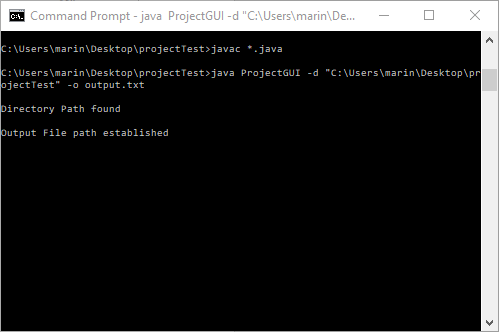 Command Prompt - java  ProjectGUI -d "C:\Users\marin\De...
C:\Users\marin\Desktop\projectTest>javac *.java
C:\Users\marin\Desktop\projectTest>java ProjectGUI -d "C:\Users\marin\Desktop\pr
ojectTest" -o output.txt
Directory Path found
Output File path established